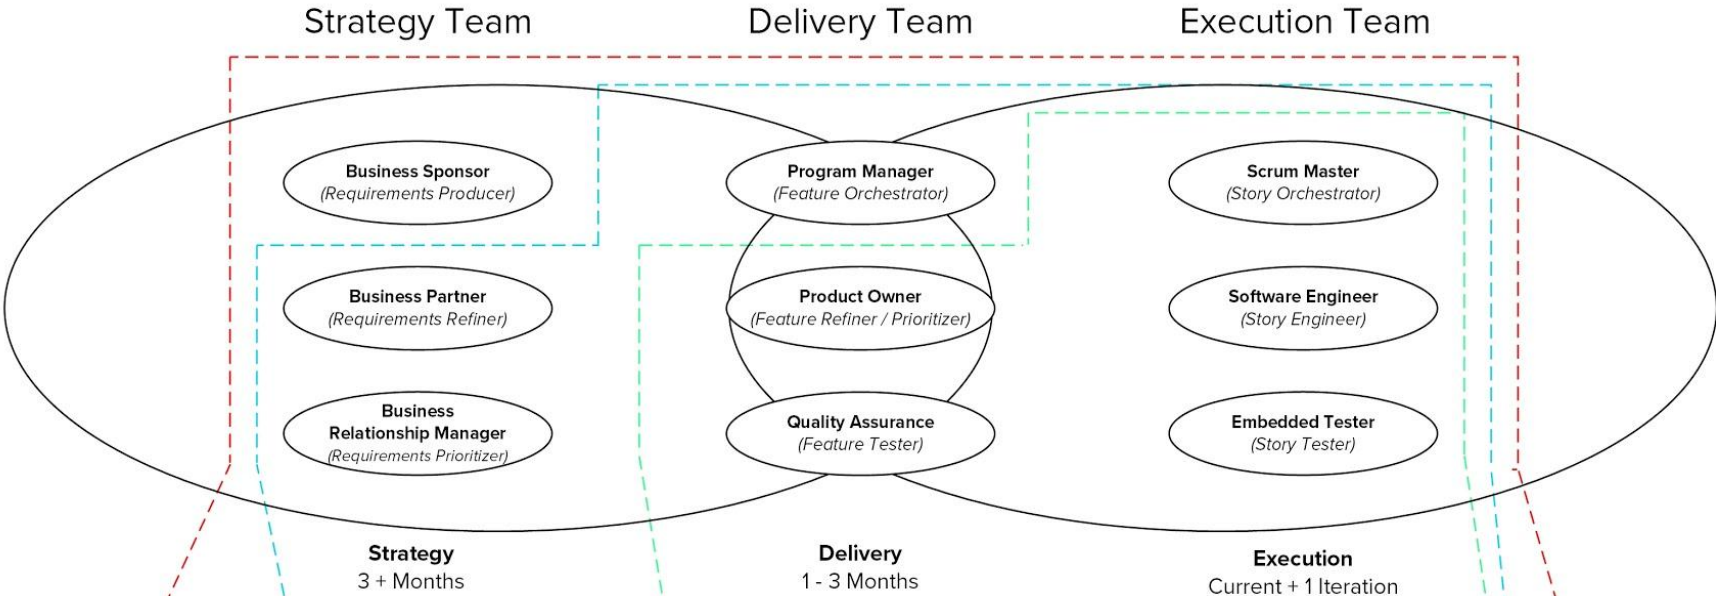 Strategy Team
Delivery Team
Execution Team
Business Sponsor
(Requirements Producer)
Program Manager
(Feature Orchestrator)
Scrum Master
(Story Orchestrator)
Business Partner
(Requirements Refiner)
Product Owner
(Feature Refiner / Prioritizer)
Software Engineer
(Story Engineer)
Business
Relationship Manager
(Requirements Prioritizer)
Quality Assurance
(Feature Tester)
Embedded Tester
(Story Tester)
Strategy
3 + Months
Delivery
1 - 3 Months
Execution
Current + 1 Iteration